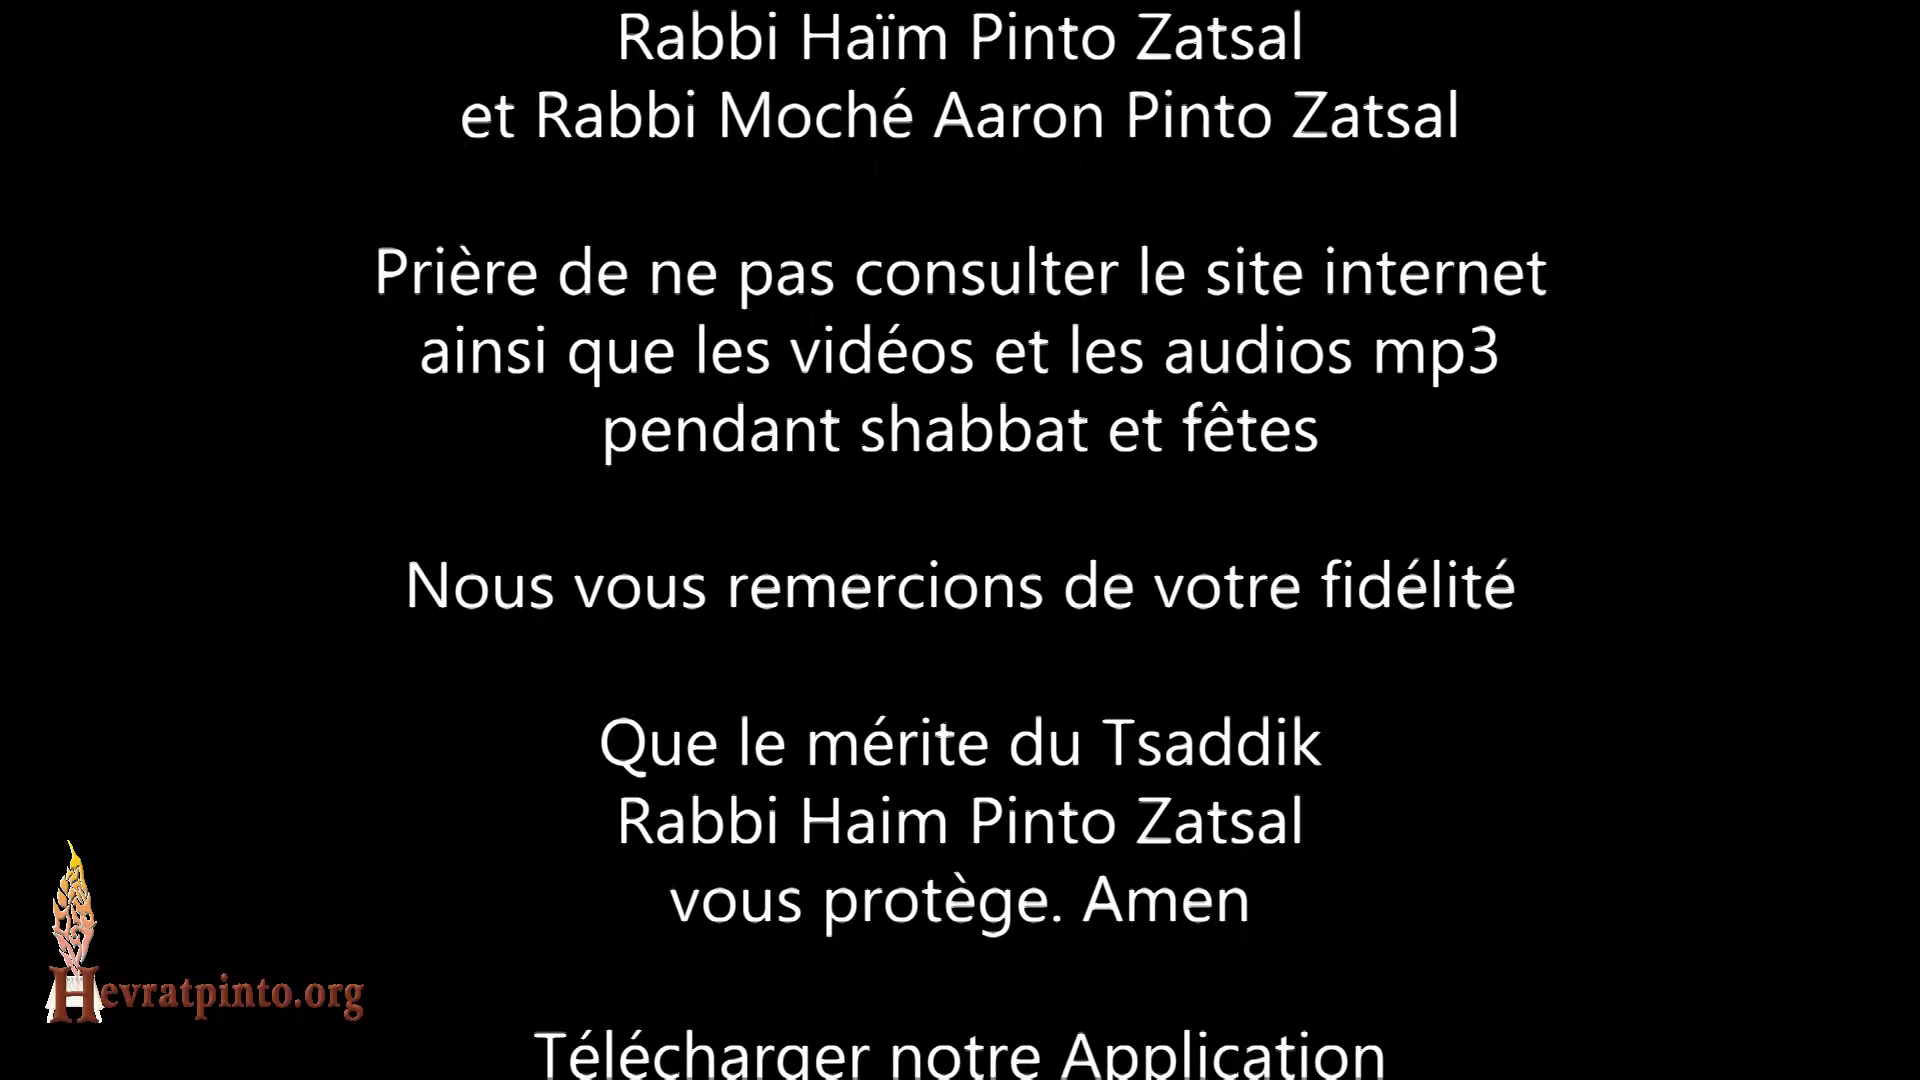 Rabbi Haïm Pinto Zatsal
et Rabbi Moché Aaron Pinto Zatsal
Prière de ne pas consulter le site internet
ainsi que les vidéos et les audios mp3
pendant shabbat et fêtes
Nous vous remercions de votre fidélité
Que le mérite du Tsaddik
Rabbi Haim Pinto Zatsal
vous protège. Amen
Hevratpinto.org
Télécharger notre Application